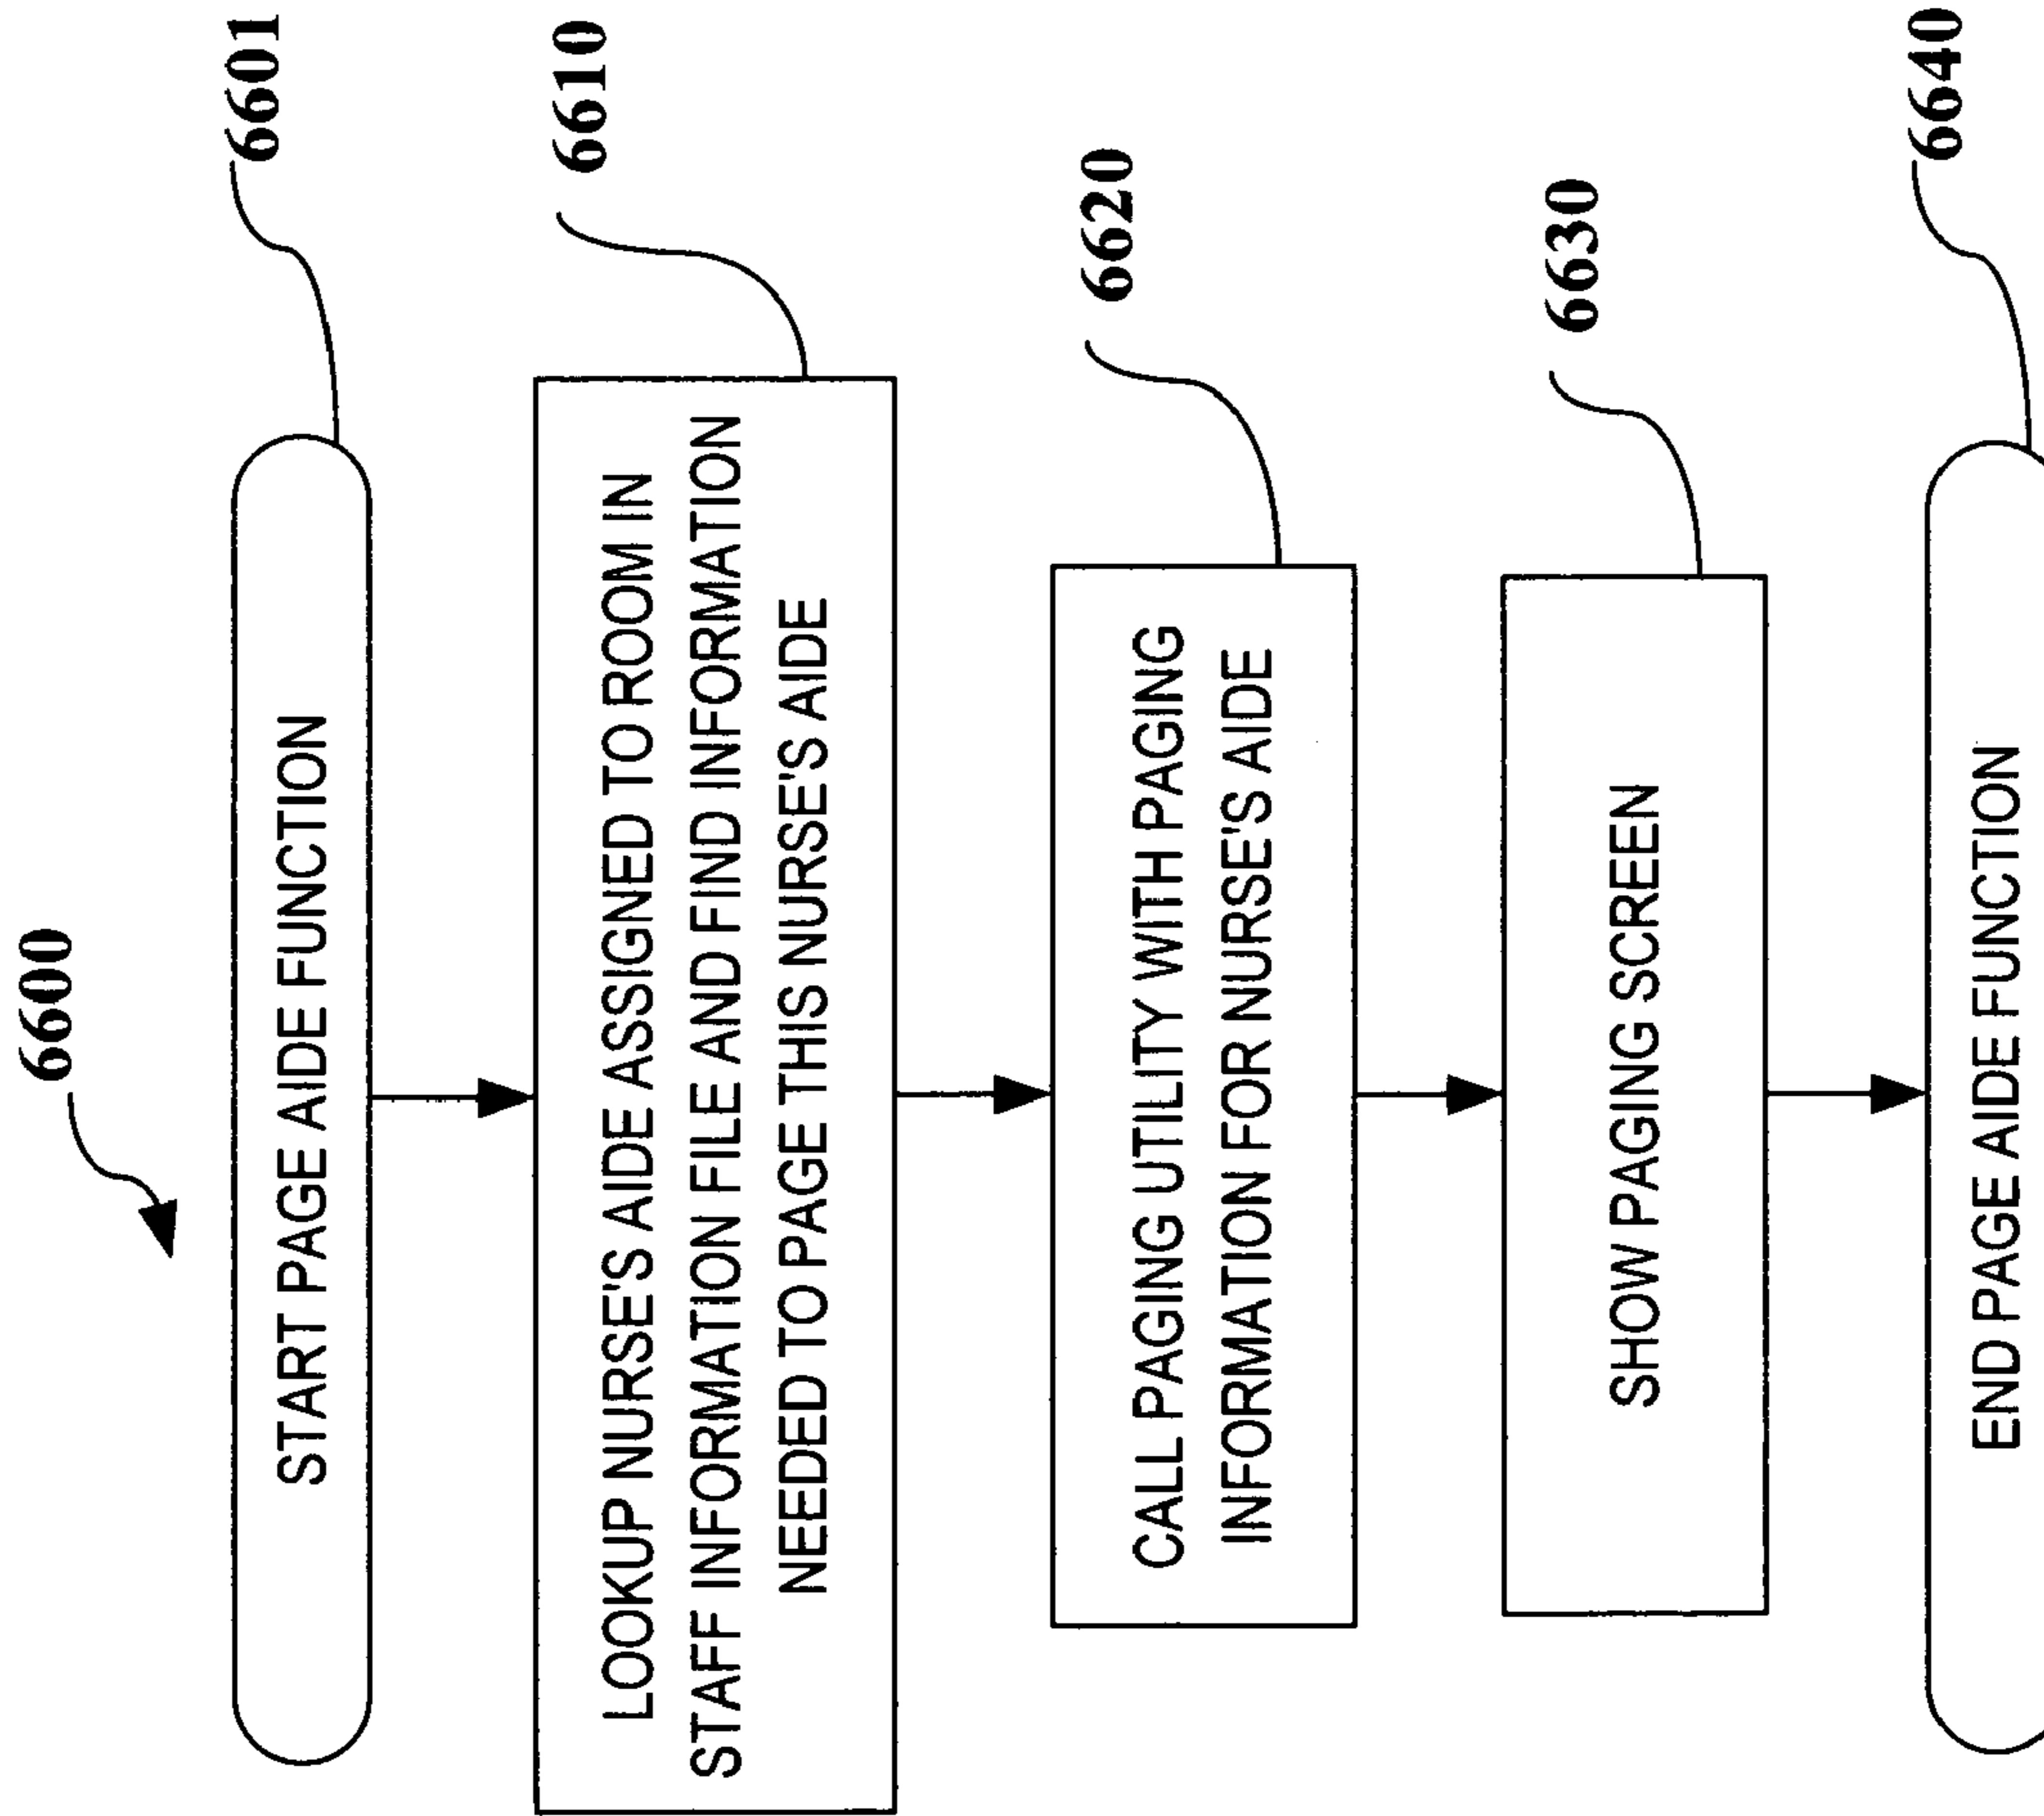 6600
START PAGE AIDE FUNCTION
6601
LOOKUP NURSE'S AIDE ASSIGNED TO ROOM IN
STAFF INFORMATION FILE AND FIND INFORMATION
NEEDED TO PAGE THIS NURSE'S AIDE
6610
CALL PAGING UTILITY WITH PAGING
INFORMATION FOR NURSE'S AIDE
6620
SHOW PAGING SCREEN
6630
END PAGE AIDE FUNCTION
6640